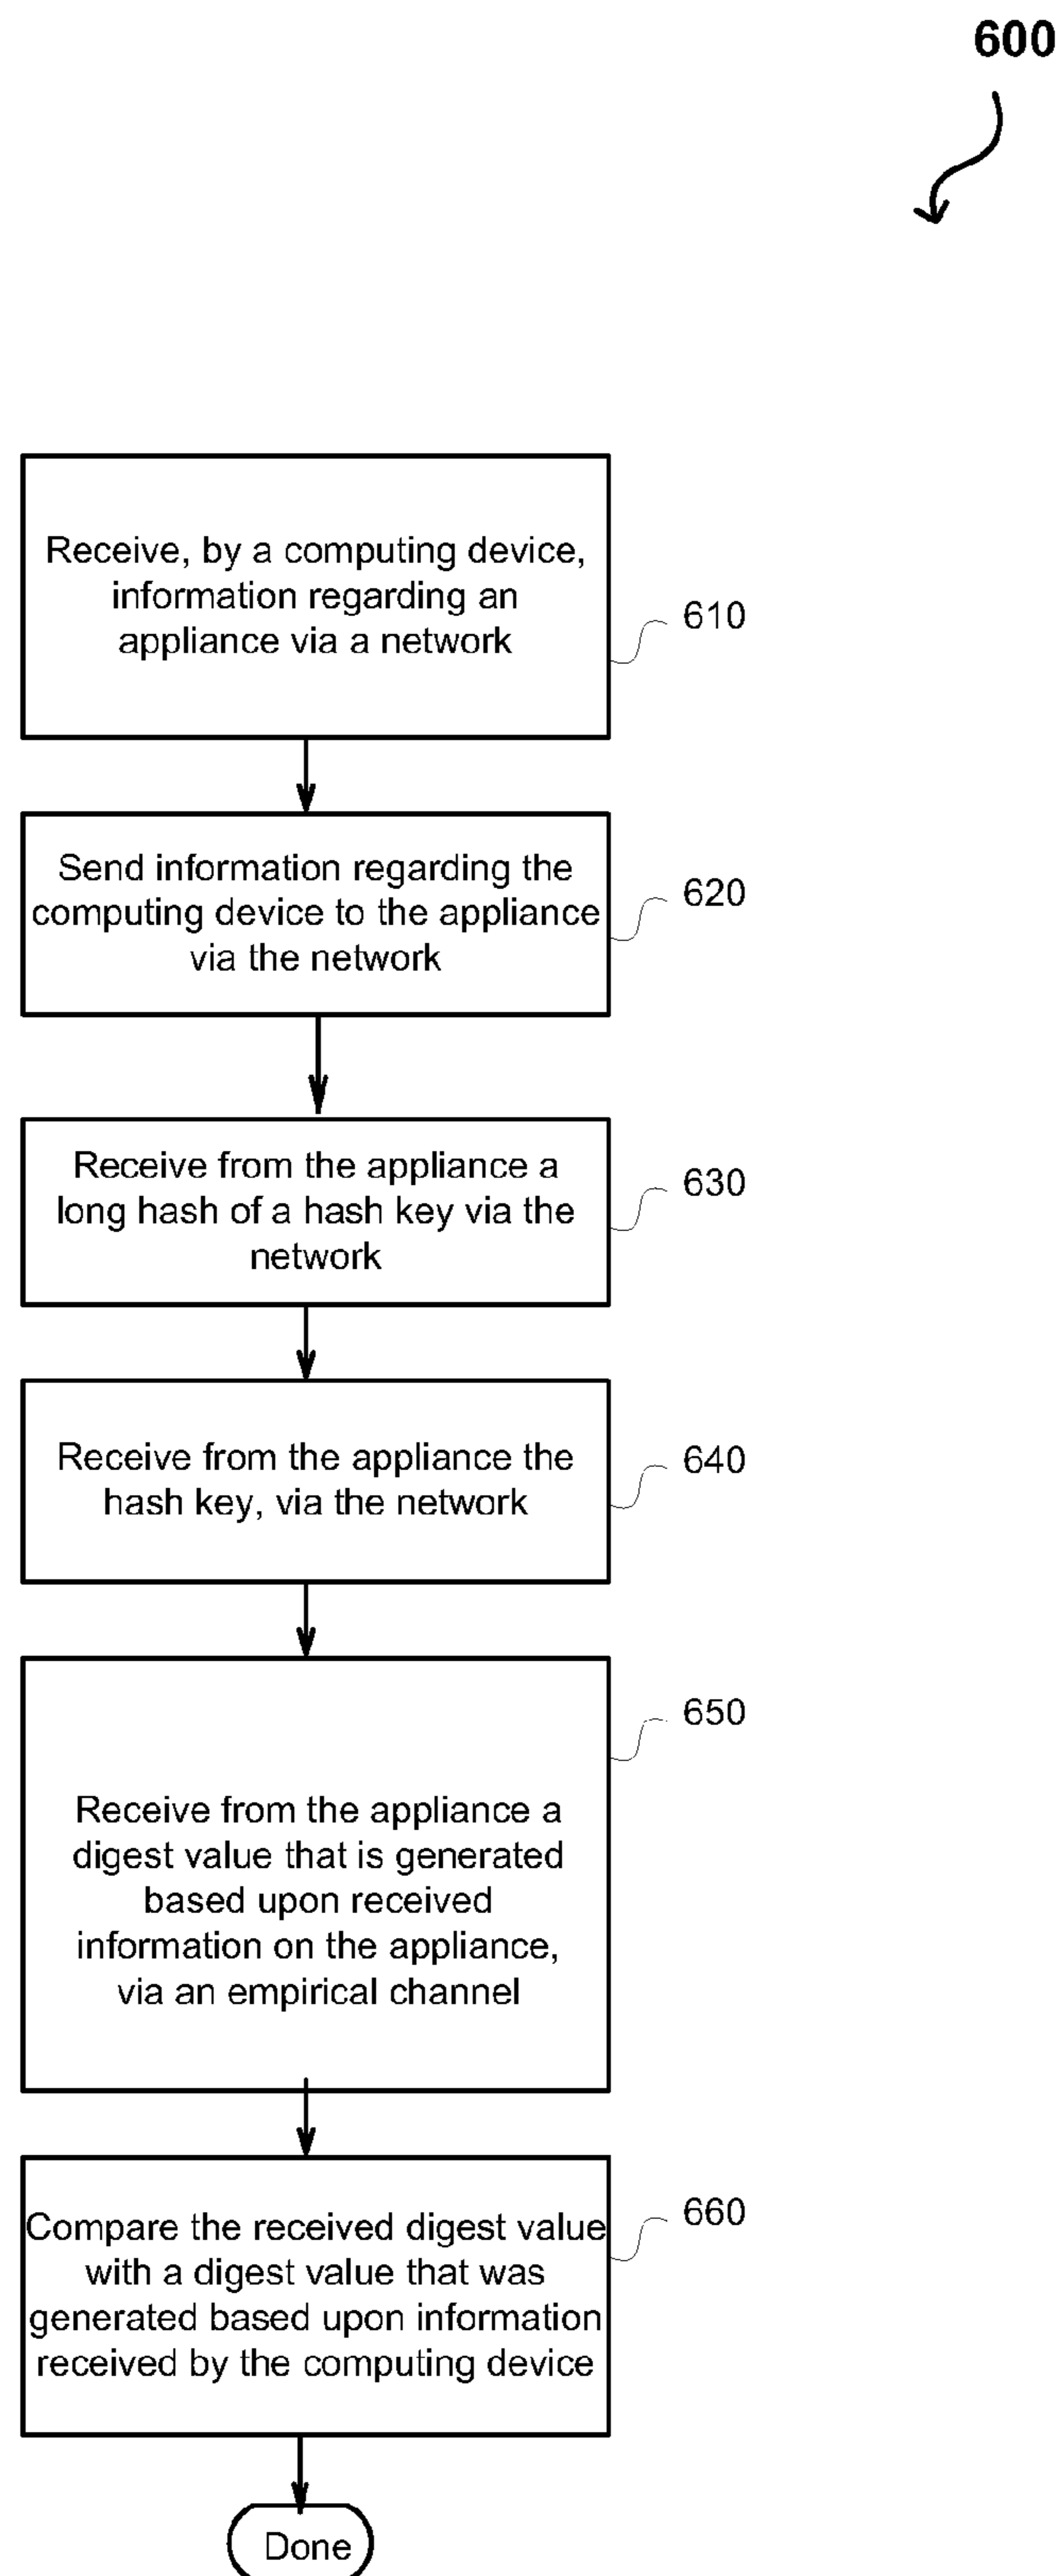 600
Receive, by a computing device,
information regarding an
appliance via a network
610
Send information regarding the
computing device to the appliance
via the network
620
Receive from the appliance a
long hash of a hash key via the
network
630
Receive from the appliance the
hash key, via the network
640
650
Receive from the appliance a
digest value that is generated
based upon received
information on the appliance,
via an empirical channel
Compare the received digest value
with a digest value that was
generated based upon information
received by the computing device
660
Done